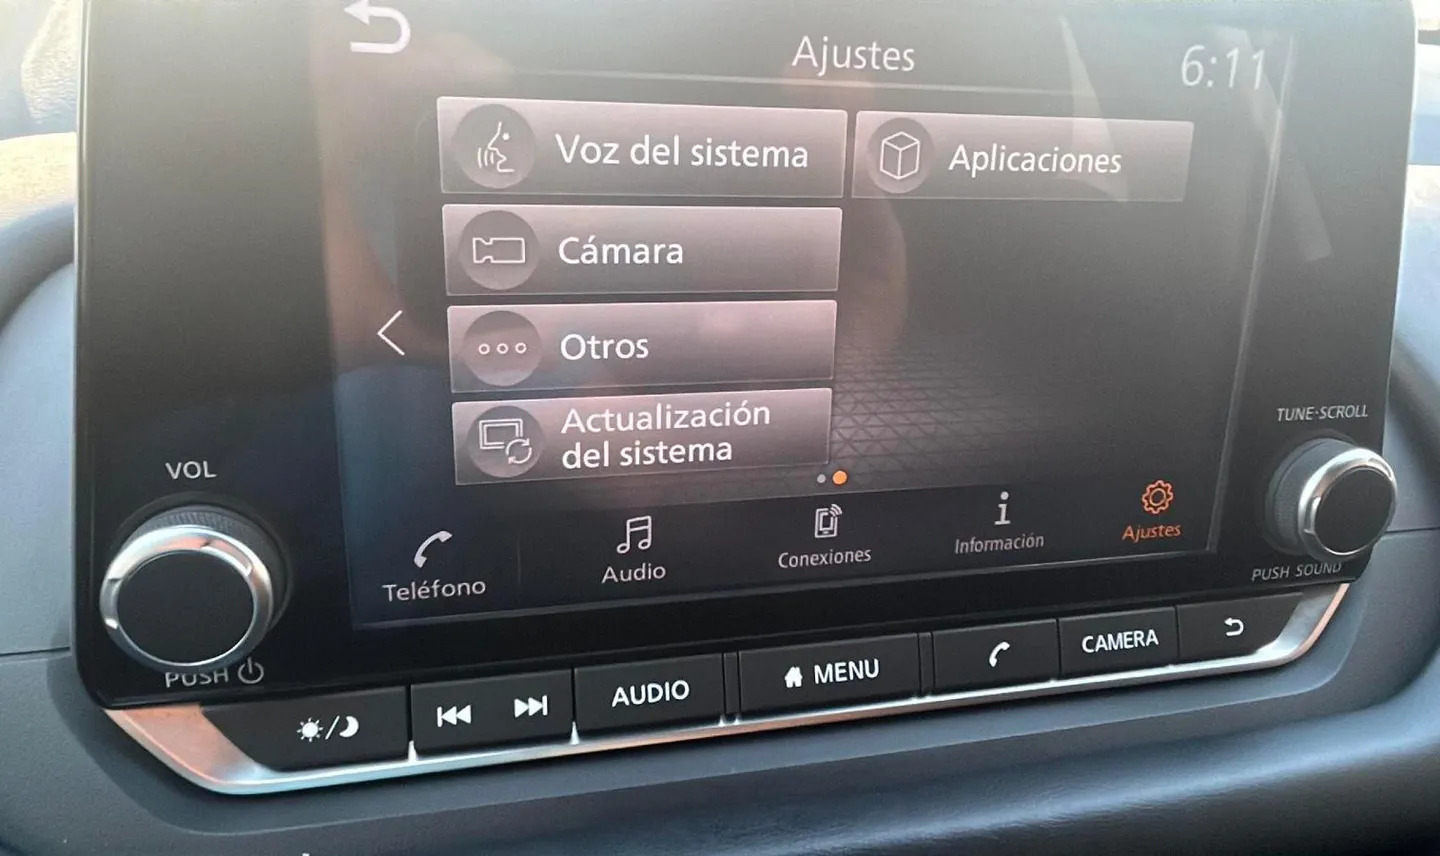 Ajustes
6:11
Voz del sistema
Aplicaciones
Cámara
Otros
Actualización
del sistema
TUNE·SCROLL
VOL
Teléfono
Audio
Conexiones
Información
Ajustes
PUSH SOUND
PUSH
AUDIO
MENU
CAMERA